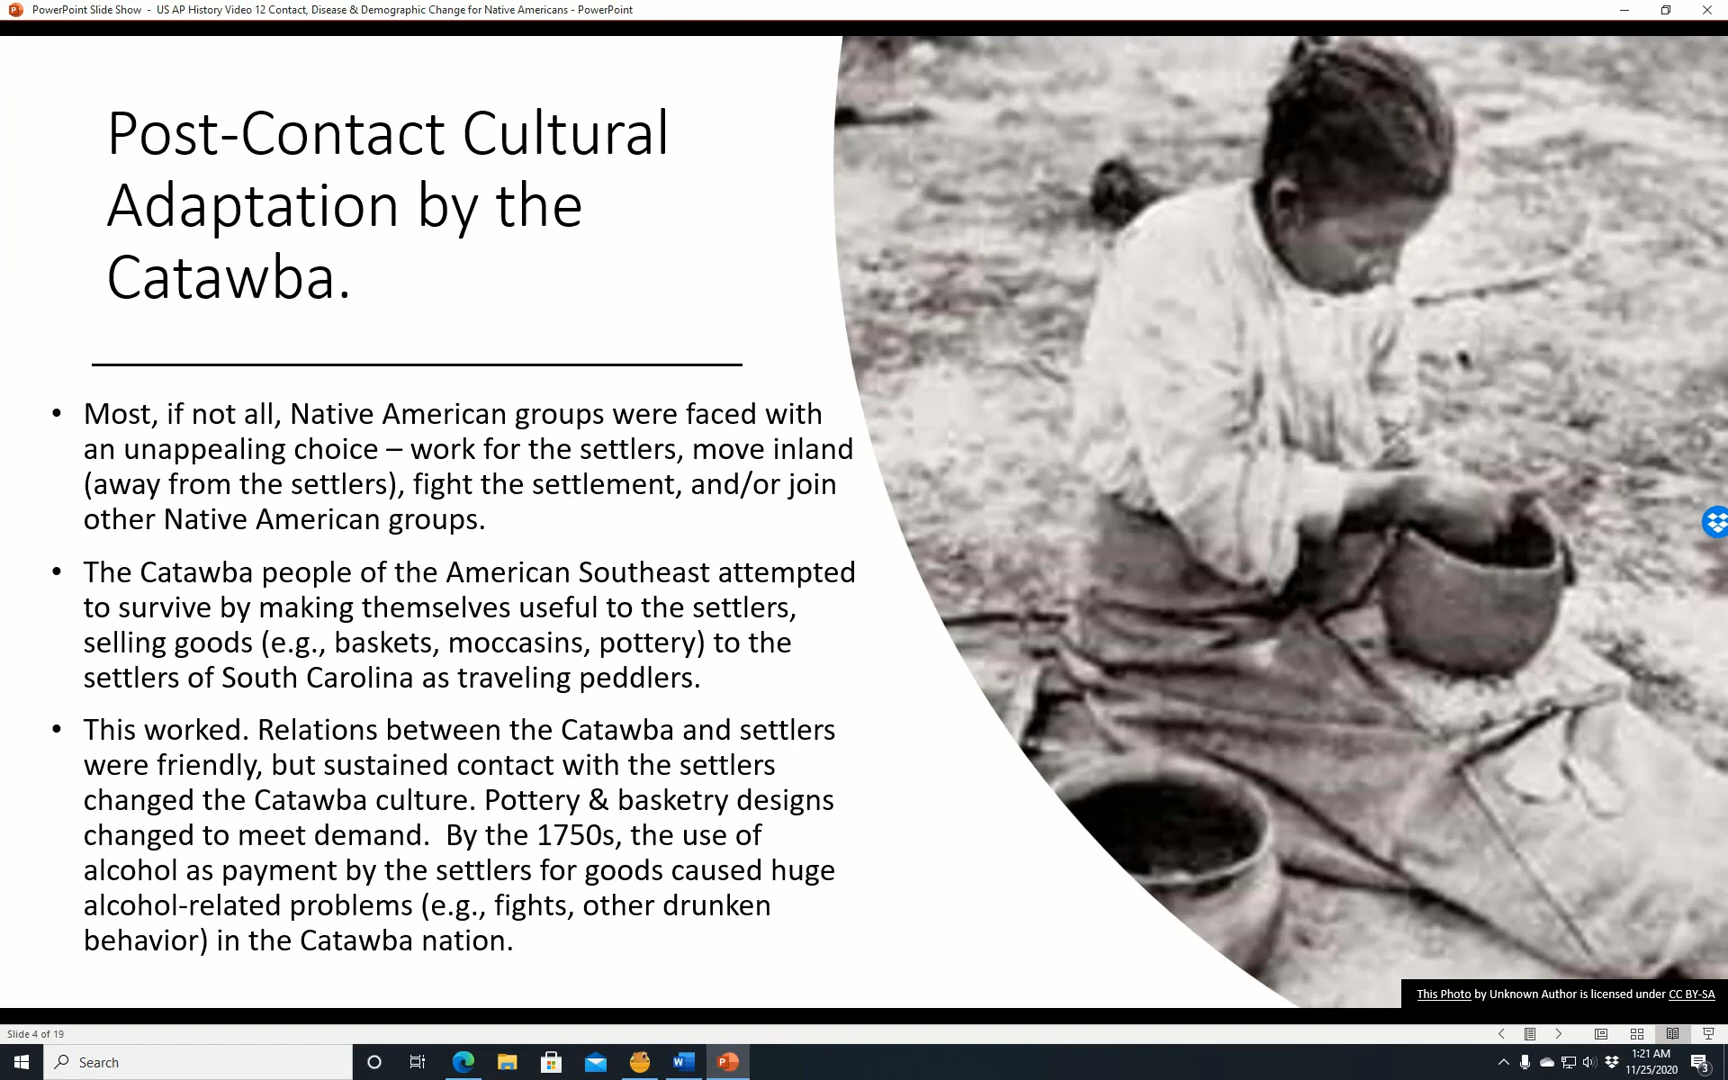 PowerPoint Slide Show - US AP History Video 12 Contact, Disease & Demographic Change for Native Americans - PowerPoint
Post-Contact Cultural
Adaptation by the
Catawba.
• Most, if not all, Native American groups were faced with
an unappealing choice – work for the settlers, move inland
(away from the settlers), fight the settlement, and/or join
other Native American groups.
• The Catawba people of the American Southeast attempted
to survive by making themselves useful to the settlers,
selling goods (e.g., baskets, moccasins, pottery) to the
settlers of South Carolina as traveling peddlers.
• This worked. Relations between the Catawba and settlers
were friendly, but sustained contact with the settlers
changed the Catawba culture. Pottery & basketry designs
changed to meet demand.  By the 1750s, the use of
alcohol as payment by the settlers for goods caused huge
alcohol-related problems (e.g., fights, other drunken
behavior) in the Catawba nation.
This Photo by Unknown Author is licensed under CC BY-SA
Slide 4 of 19
Search
1:21 AM
11/25/2020
3